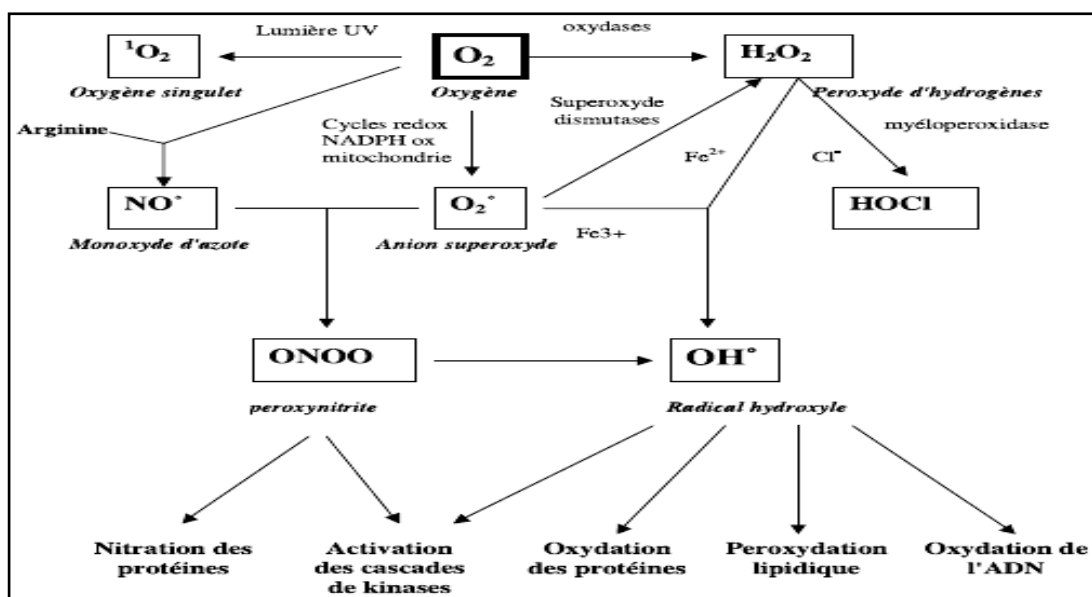 Lumière UV
oxydases
¹O₂
O₂
H₂O₂
Oxygène singulet
Oxygène
Peroxyde d'hydrogènes
Arginine
Cycles redox
NADPH ox
mitochondrie
Superoxyde
dismutases
Fe²⁺
Cl⁻
myéloperoxidase
NO°
O₂°
HOCl
Monoxyde d'azote
Anion superoxyde
Fe3+
ONOO
OH°
peroxynitrite
Radical hydroxyle
Nitration des
protéines
Activation
des cascades
de kinases
Oxydation
des protéines
Peroxydation
lipidique
Oxydation de
l'ADN